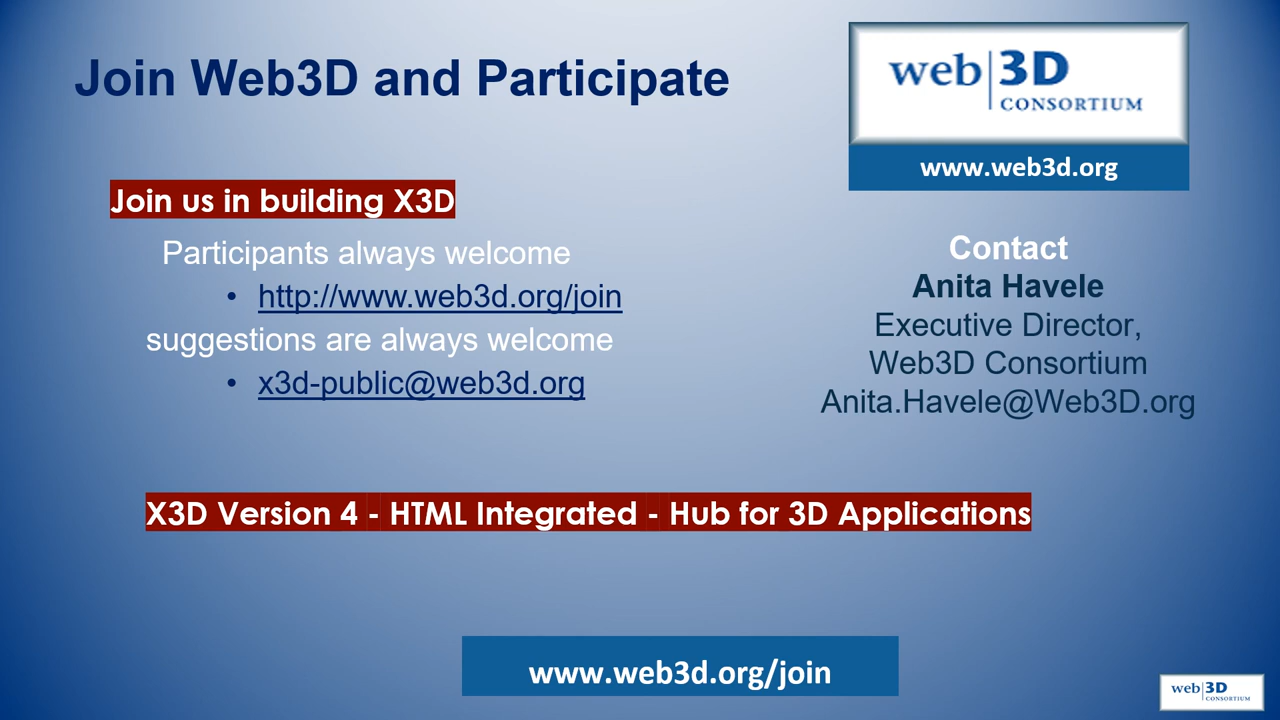 Join Web3D and Participate
web 3D
CONSORTIUM
www.web3d.org
Join us in building X3D
Participants always welcome
• http://www.web3d.org/join
suggestions are always welcome
• x3d-public@web3d.org
Contact
Anita Havele
Executive Director,
Web3D Consortium
Anita.Havele@Web3D.org
X3D Version 4 - HTML Integrated - Hub for 3D Applications
www.web3d.org/join
web 3D
CONSORTIUM